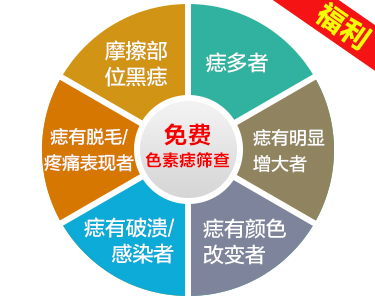 福利
摩擦部
位黑痣
痣多者
痣有脱毛/
疼痛表现者
免费
色素痣筛查
痣有明显
增大者
痣有破溃/
感染者
痣有颜色
改变者